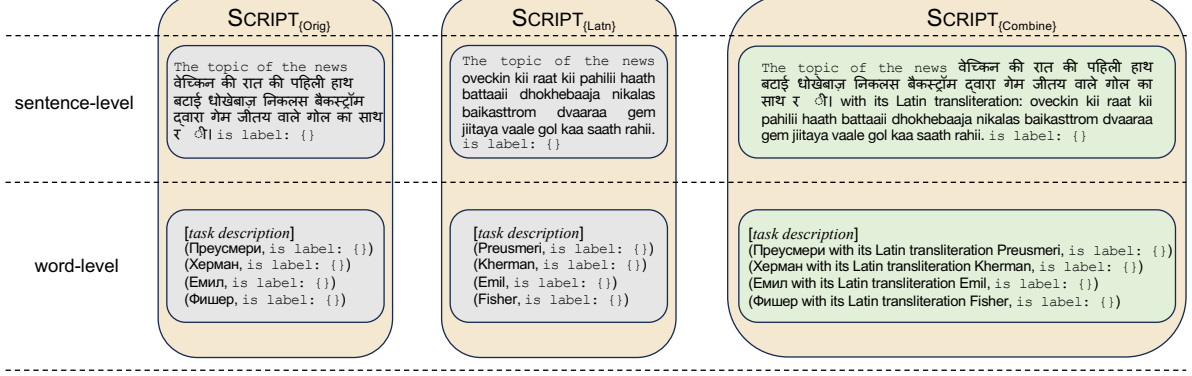 SCRIPT{Orig}
SCRIPT{Latn}
SCRIPT{Combine}
sentence-level
The topic of the news
वेच्किन की रात की पहिली हाथ
बटाई धोखेबाज़ निकलस बैकस्ट्रॉम
द्वारा गेम जीतय वाले गोल का साथ
र ी। is label: {}
The topic of the news
oveckin kii raat kii pahilii haath
battaaii dhokhebaaja nikalas
baikasttrom dvaaraa gem
jiitaya vaale gol kaa saath rahii.
is label: {}
The topic of the news वेच्किन की रात की पहिली हाथ
बटाई धोखेबाज़ निकलस बैकस्ट्रॉम द्वारा गेम जीतय वाले गोल का
साथ र ी। with its Latin transliteration: oveckin kii raat kii
pahilii haath battaaii dhokhebaaja nikalas baikasttrom dvaaraa
gem jiitaya vaale gol kaa saath rahii. is label: {}
word-level
[task description]
(Преусмери, is label: {})
(Херман, is label: {})
(Емил, is label: {})
(Фишер, is label: {})
[task description]
(Preusmeri, is label: {})
(Kherman, is label: {})
(Emil, is label: {})
(Fisher, is label: {})
[task description]
(Преусмери with its Latin transliteration Preusmeri, is label: {})
(Херман with its Latin transliteration Kherman, is label: {})
(Емил with its Latin transliteration Emil, is label: {})
(Фишер with its Latin transliteration Fisher, is label: {})